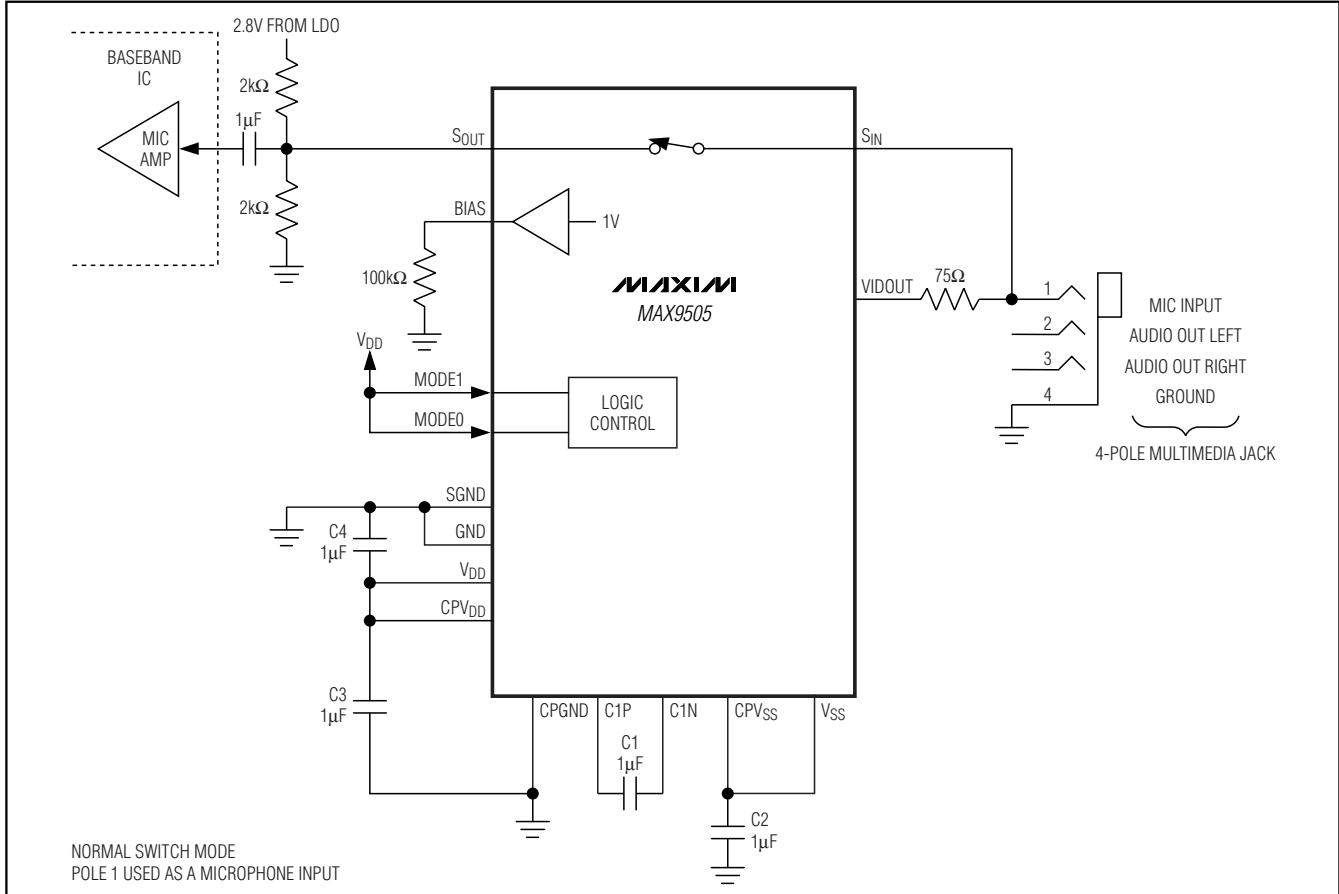 2.8V FROM LDO
BASEBAND
IC
2kΩ
1µF
MIC
AMP
2kΩ
SOUT
SIN
BIAS
1V
100kΩ
MAXIM
MAX9505
VIDOUT
75Ω
1
2
3
4
MIC INPUT
AUDIO OUT LEFT
AUDIO OUT RIGHT
GROUND
4-POLE MULTIMEDIA JACK
VDD
MODE1
MODE0
LOGIC
CONTROL
SGND
GND
C4
1µF
VDD
CPVDD
C3
1µF
CPGND
C1P
C1N
CPVSS
VSS
C1
1µF
C2
1µF
NORMAL SWITCH MODE
POLE 1 USED AS A MICROPHONE INPUT